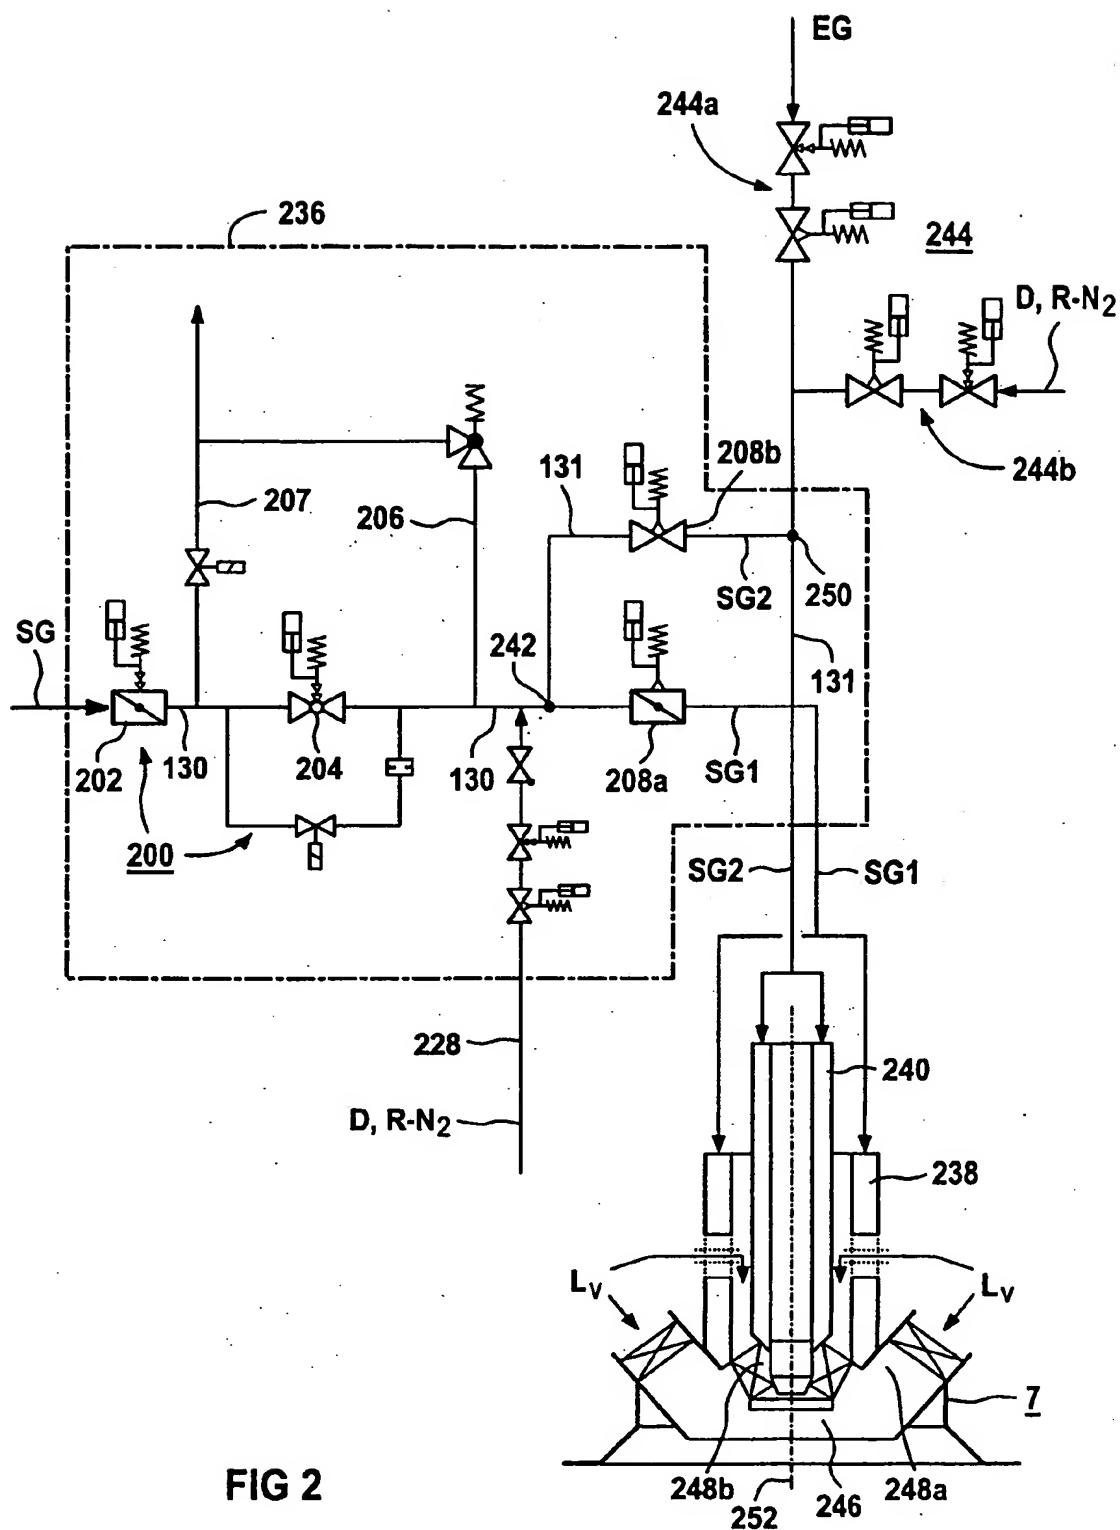 EG
244a
236
244
D, R-N2
207
206
131
208b
244b
SG2
250
SG
242
131
202
130
204
130
208a
SG1
200
SG2
SG1
228
240
D, R-N2
238
LV
LV
7
248b
246
248a
252
FIG 2